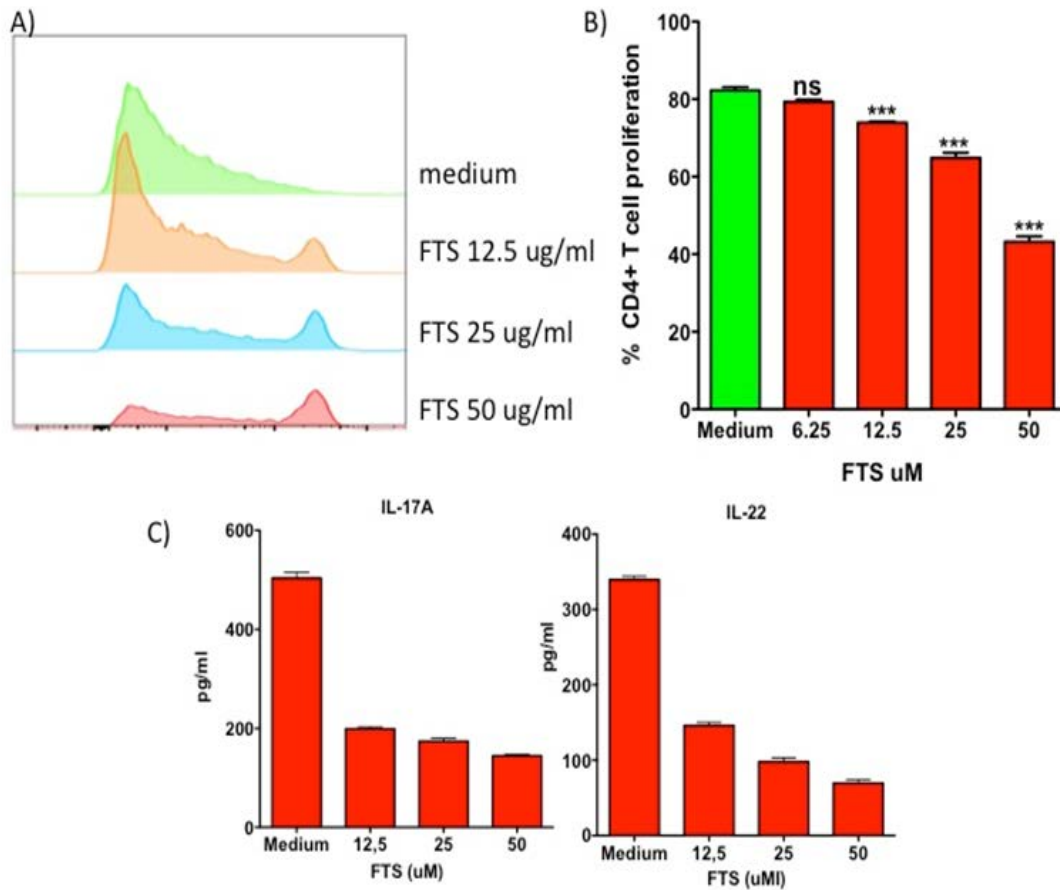 A)
medium
FTS 12.5 ug/ml
FTS 25 ug/ml
FTS 50 ug/ml
B)
% CD4+ T cell proliferation
100
80
60
40
20
0
ns
***
***
***
Medium 6.25 12.5 25 50
FTS uM
C)
IL-17A
pg/ml
600
400
200
0
Medium 12,5 25 50
FTS (uM)
IL-22
pg/ml
400
300
200
100
0
Medium 12,5 25 50
FTS (uMl)